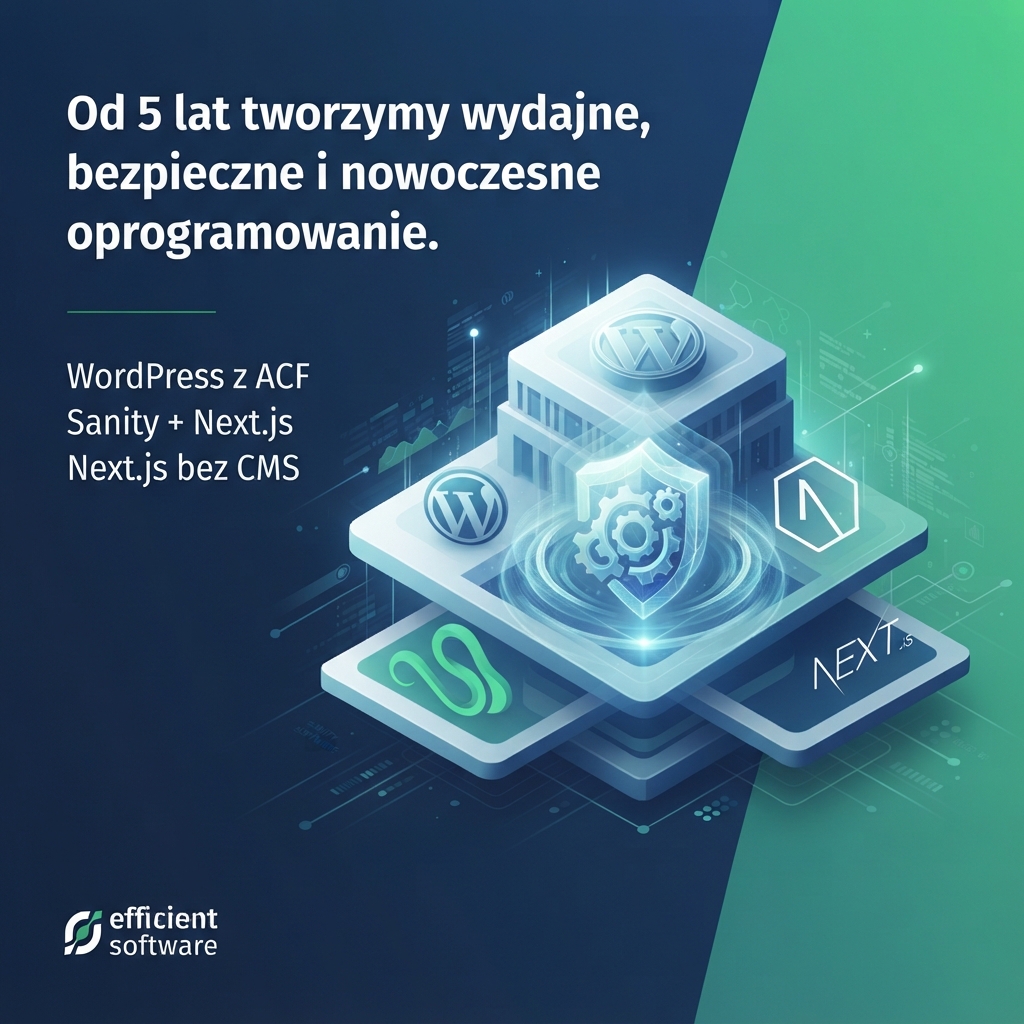 Od 5 lat tworzymy wydajne,
bezpieczne i nowoczesne
oprogramowanie.
WordPress z ACF
Sanity + Next.js
Next.js bez CMS
NEXT.JS
efficient
software